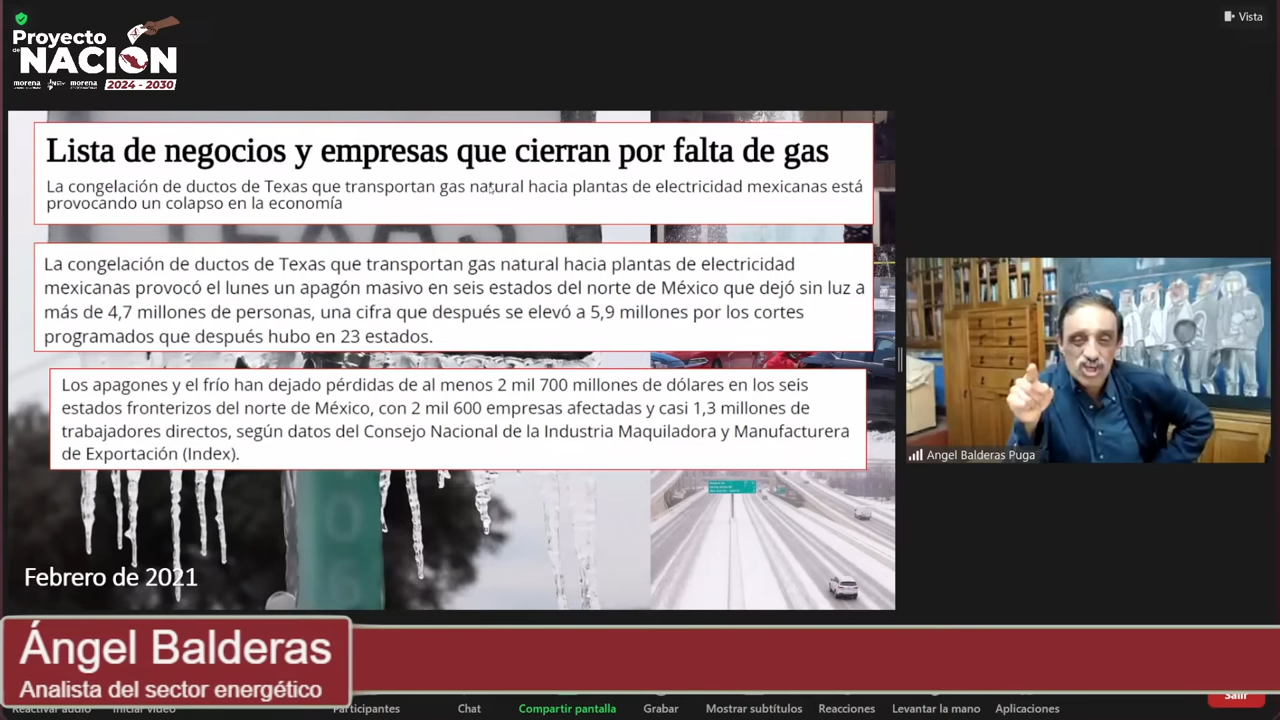 Vista
Proyecto
de
NACIÓN
morena
morena
2024 - 2030
Lista de negocios y empresas que cierran por falta de gas
La congelación de ductos de Texas que transportan gas natural hacia plantas de electricidad mexicanas está
provocando un colapso en la economía
TEXAS
La congelación de ductos de Texas que transportan gas natural hacia plantas de electricidad
mexicanas provocó el lunes un apagón masivo en seis estados del norte de México que dejó sin luz a
más de 4,7 millones de personas, una cifra que después se elevó a 5,9 millones por los cortes
programados que después hubo en 23 estados.
Los apagones y el frío han dejado pérdidas de al menos 2 mil 700 millones de dólares en los seis
estados fronterizos del norte de México, con 2 mil 600 empresas afectadas y casi 1,3 millones de
trabajadores directos, según datos del Consejo Nacional de la Industria Maquiladora y Manufacturera
de Exportación (Index).
Angel Balderas Puga
Febrero de 2021
Ángel Balderas
Analista del sector energético
Salir
Reactivar audio
Iniciar video
Participantes
Chat
Compartir pantalla
Grabar
Mostrar subtítulos
Reacciones
Levantar la mano
Aplicaciones